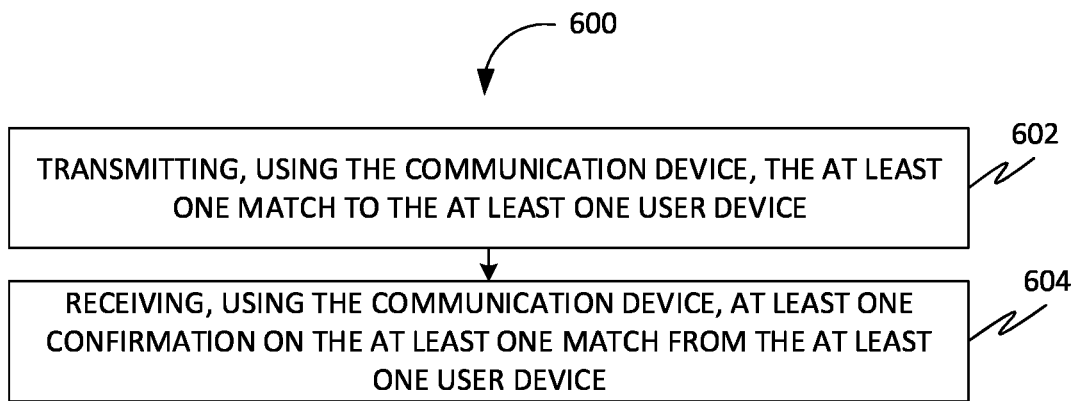 600
602
TRANSMITTING, USING THE COMMUNICATION DEVICE, THE AT LEAST
ONE MATCH TO THE AT LEAST ONE USER DEVICE
604
RECEIVING, USING THE COMMUNICATION DEVICE, AT LEAST ONE
CONFIRMATION ON THE AT LEAST ONE MATCH FROM THE AT LEAST
ONE USER DEVICE